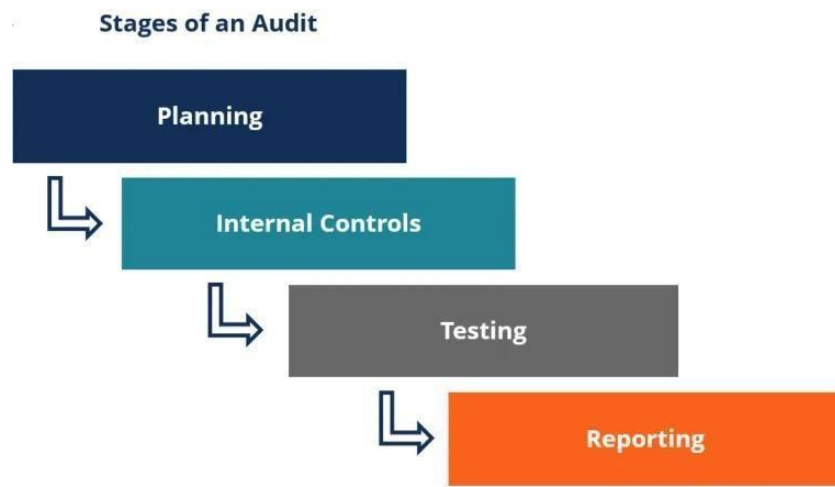 Stages of an Audit
Planning
Internal Controls
Testing
Reporting